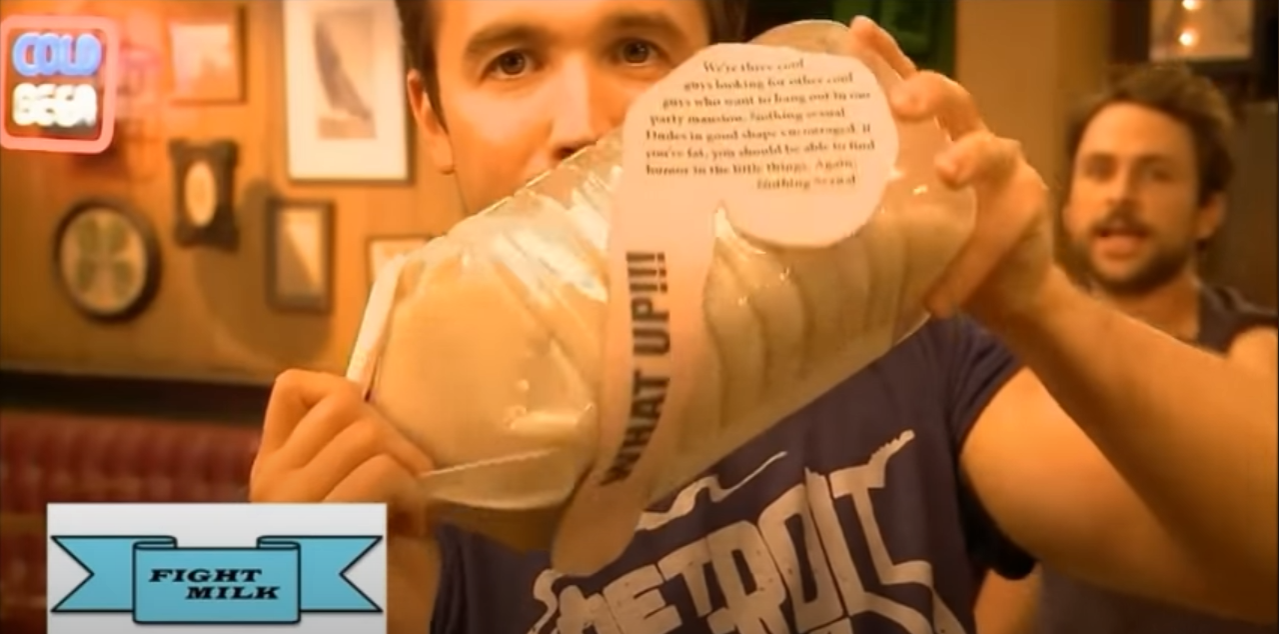 COLD
BEER
We're three cool
guys looking for other cool
guys who want to hang out in our
party mansion. Nothing sexual.
Dudes in good shape encouraged. If
you're fat, you should be able to find
humor in the little things. Again,
Nothing Sexual
WHAT UP!!!
DETROIT
FIGHT
MILK